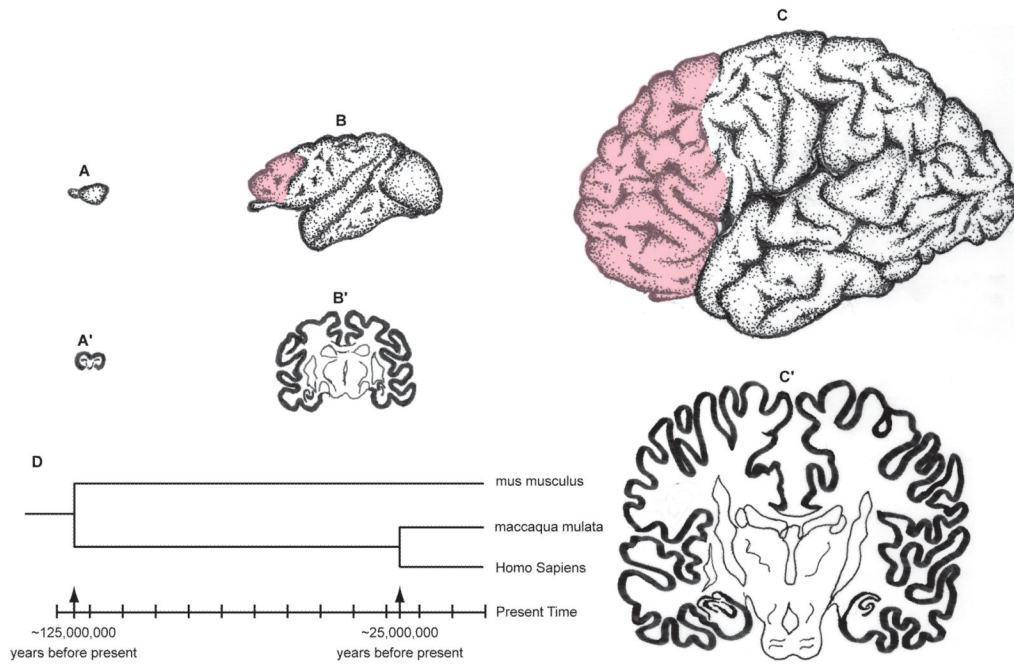 C
B
A
B'
A'
C'
D
mus musculus
maccaqua mulata
Homo Sapiens
Present Time
~125,000,000
years before present
~25,000,000
years before present